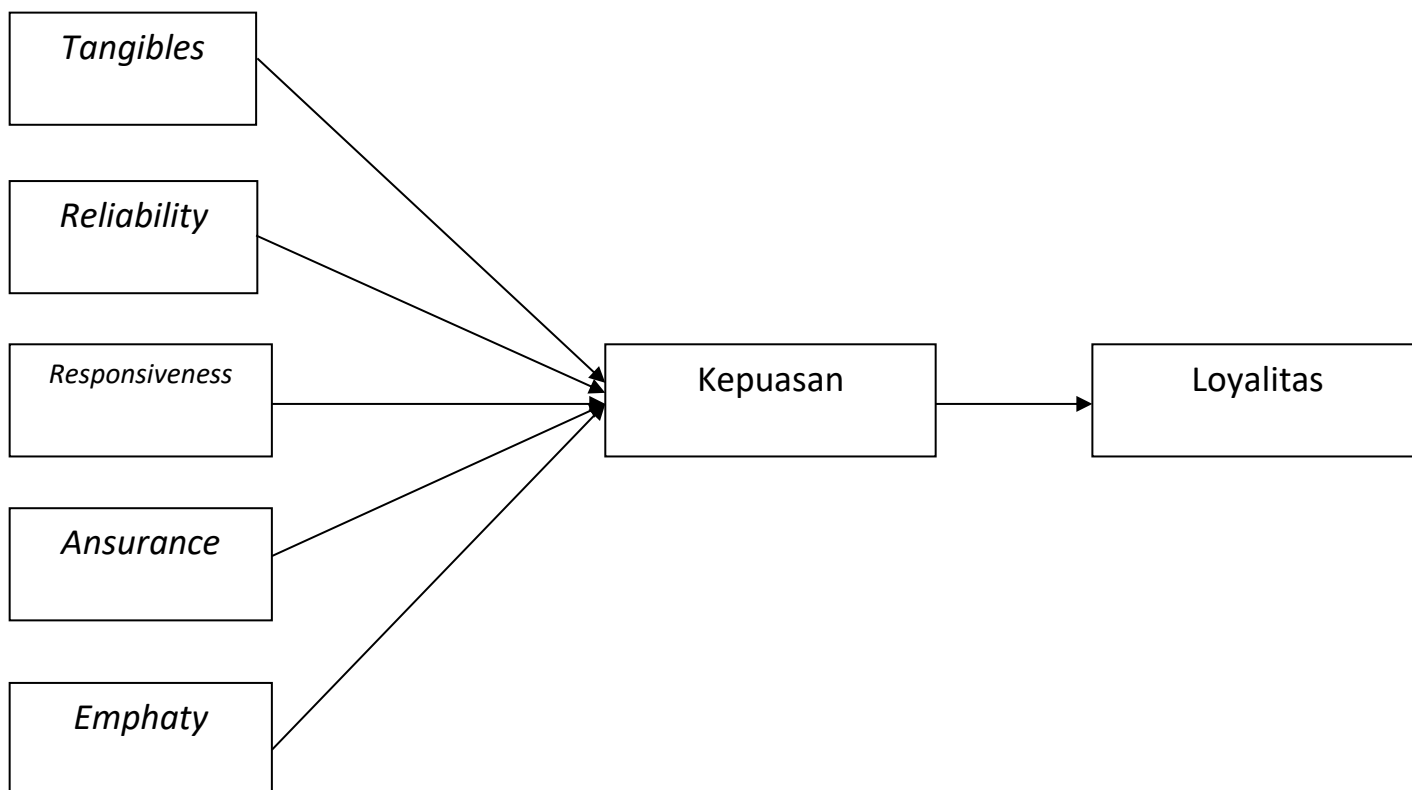 Tangibles
Reliability
Responsiveness
Ansurance
Emphaty
Kepuasan
Loyalitas